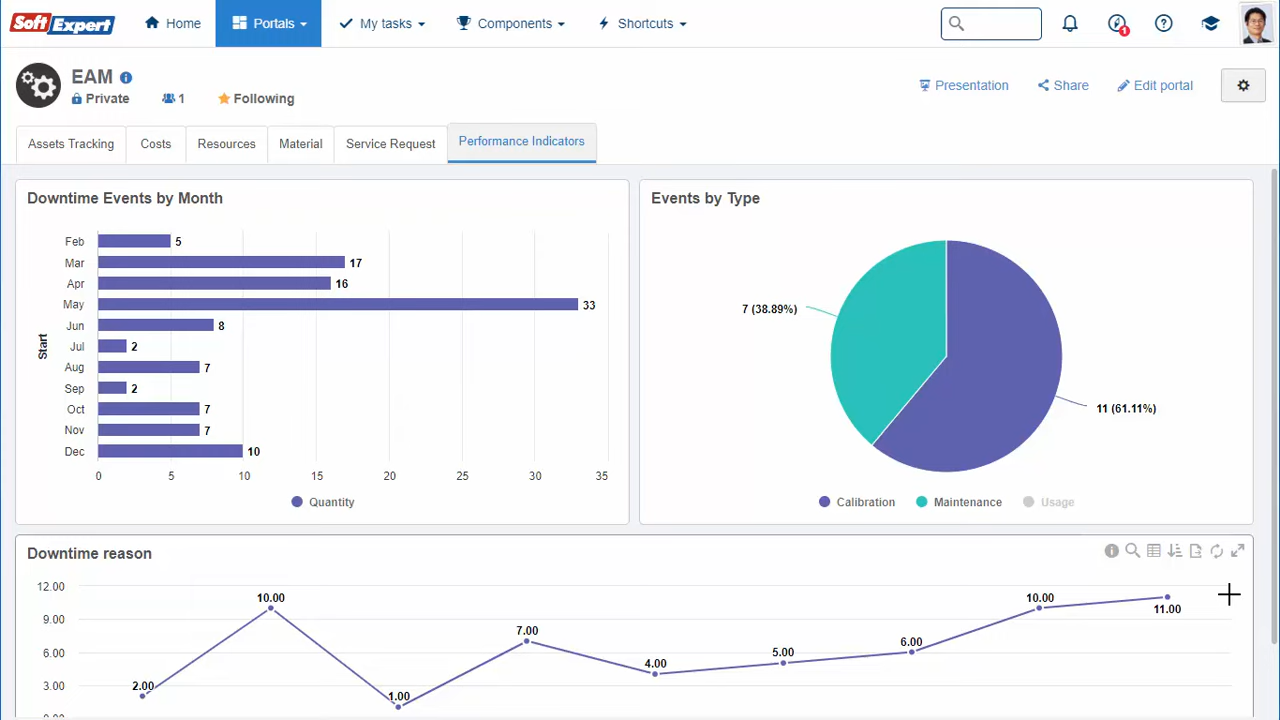 SoftExpert Home Portals My tasks Components Shortcuts 1
EAM
Private 1 Following Presentation Share Edit portal
Assets Tracking Costs Resources Material Service Request Performance Indicators
Downtime Events by Month
Feb 5
Mar 17
Apr 16
May 33
Jun 8
Jul 2
Aug 7
Sep 2
Oct 7
Nov 7
Dec 10
Start
0 5 10 15 20 25 30 35
Quantity
Events by Type
7 (38.89%)
11 (61.11%)
Calibration Maintenance Usage
Downtime reason
12.00
9.00
6.00
3.00
0.00
2.00 10.00 1.00 7.00 4.00 5.00 6.00 10.00 11.00